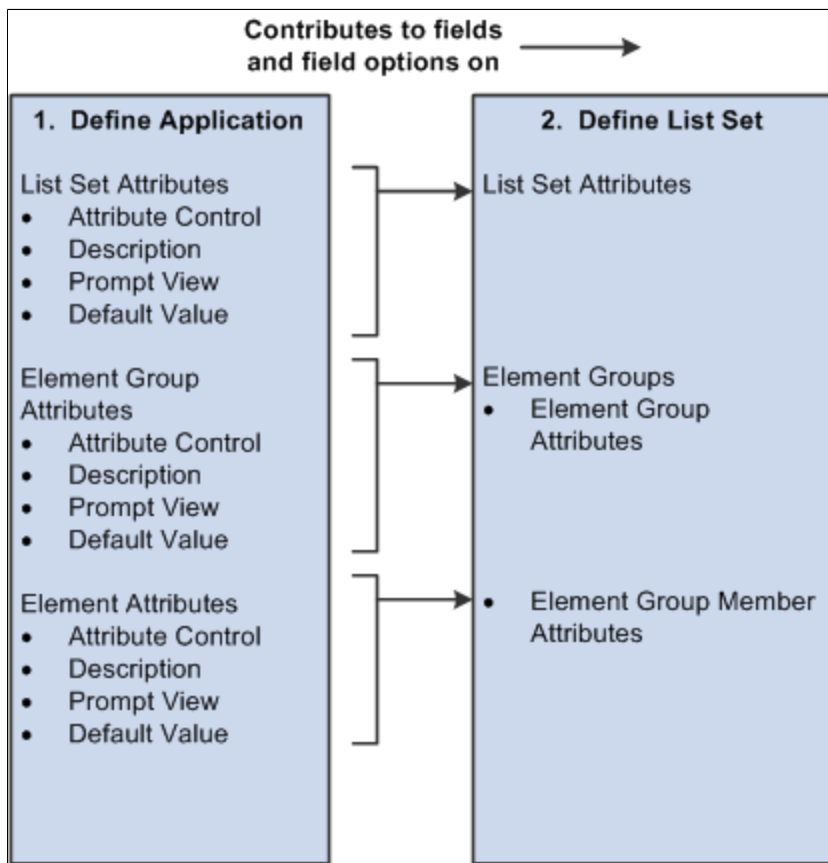 Contributes to fields
and field options on
1. Define Application
List Set Attributes
• Attribute Control
• Description
• Prompt View
• Default Value
Element Group
Attributes
• Attribute Control
• Description
• Prompt View
• Default Value
Element Attributes
• Attribute Control
• Description
• Prompt View
• Default Value
2. Define List Set
List Set Attributes
Element Groups
• Element Group
Attributes
• Element Group Member
Attributes